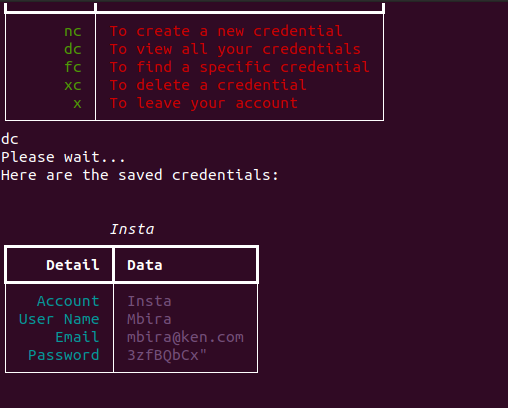 nc To create a new credential
dc To view all your credentials
fc To find a specific credential
xc To delete a credential
x To leave your account
dc
Please wait...
Here are the saved credentials:
Insta
Detail Data
Account Insta
User Name Mbira
Email mbira@ken.com
Password 3zfBQbCx"